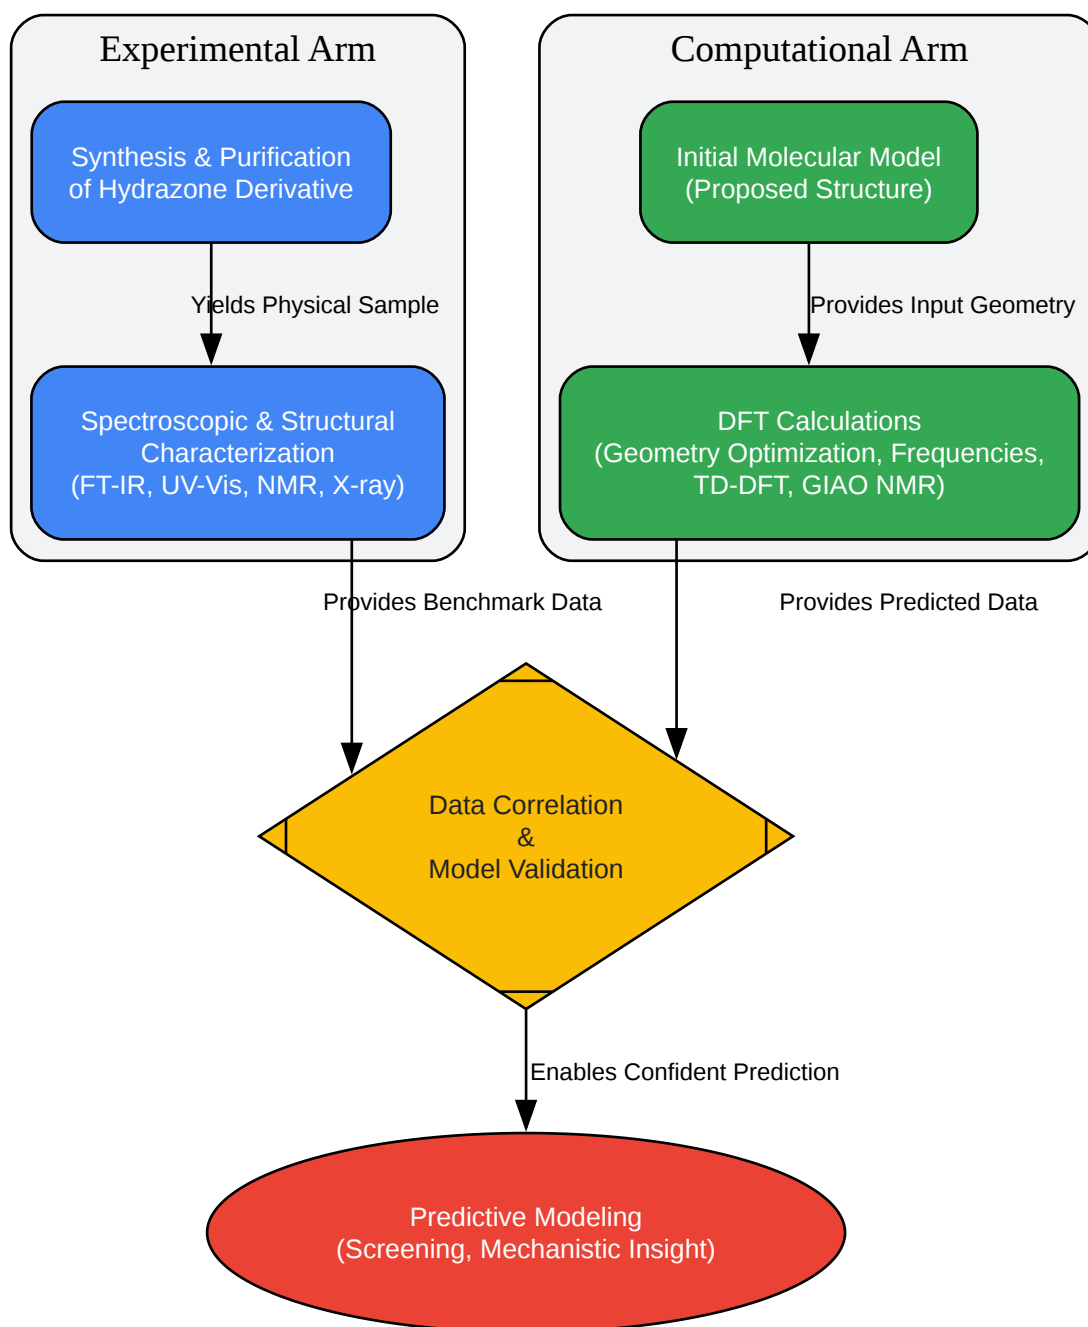 Experimental Arm
Synthesis & Purification
of Hydrazone Derivative
Yields Physical Sample
Spectroscopic & Structural
Characterization
(FT-IR, UV-Vis, NMR, X-ray)
Computational Arm
Initial Molecular Model
(Proposed Structure)
Provides Input Geometry
DFT Calculations
(Geometry Optimization, Frequencies,
TD-DFT, GIAO NMR)
Provides Benchmark Data
Provides Predicted Data
Data Correlation
&
Model Validation
Enables Confident Prediction
Predictive Modeling
(Screening, Mechanistic Insight)